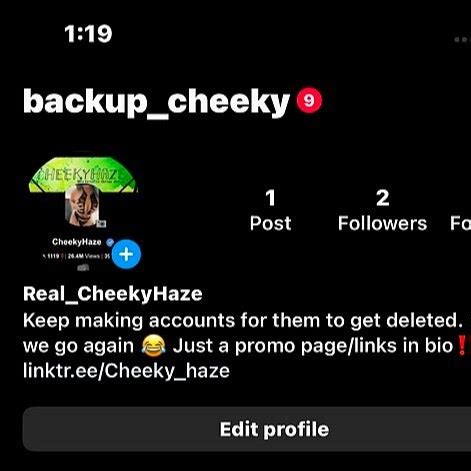 1:19
backup_cheeky 9
CHEEKYHAZE
CheekyHaze
1119 | 26.4M Views | 31
1 2
Post Followers Fo
Real_CheekyHaze
Keep making accounts for them to get deleted.
we go again 😂 Just a promo page/links in bio❗
linktr.ee/Cheeky_haze
Edit profile